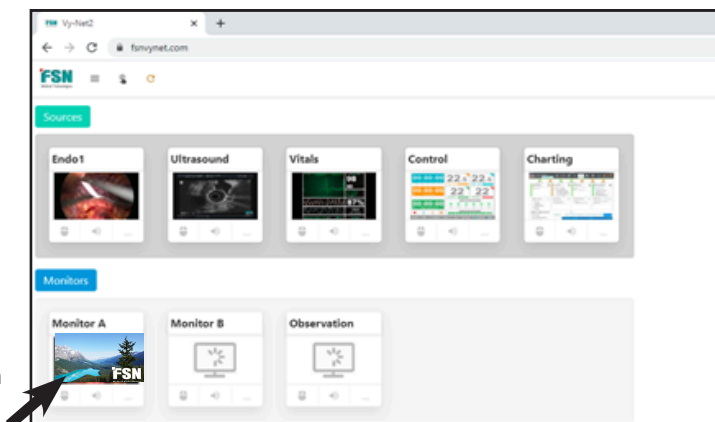 Vy-Net2
fsnvynet.com
FSN
Sources
Endo1 Ultrasound Vitals Control Charting
Monitors
Monitor A Monitor B Observation
FSN